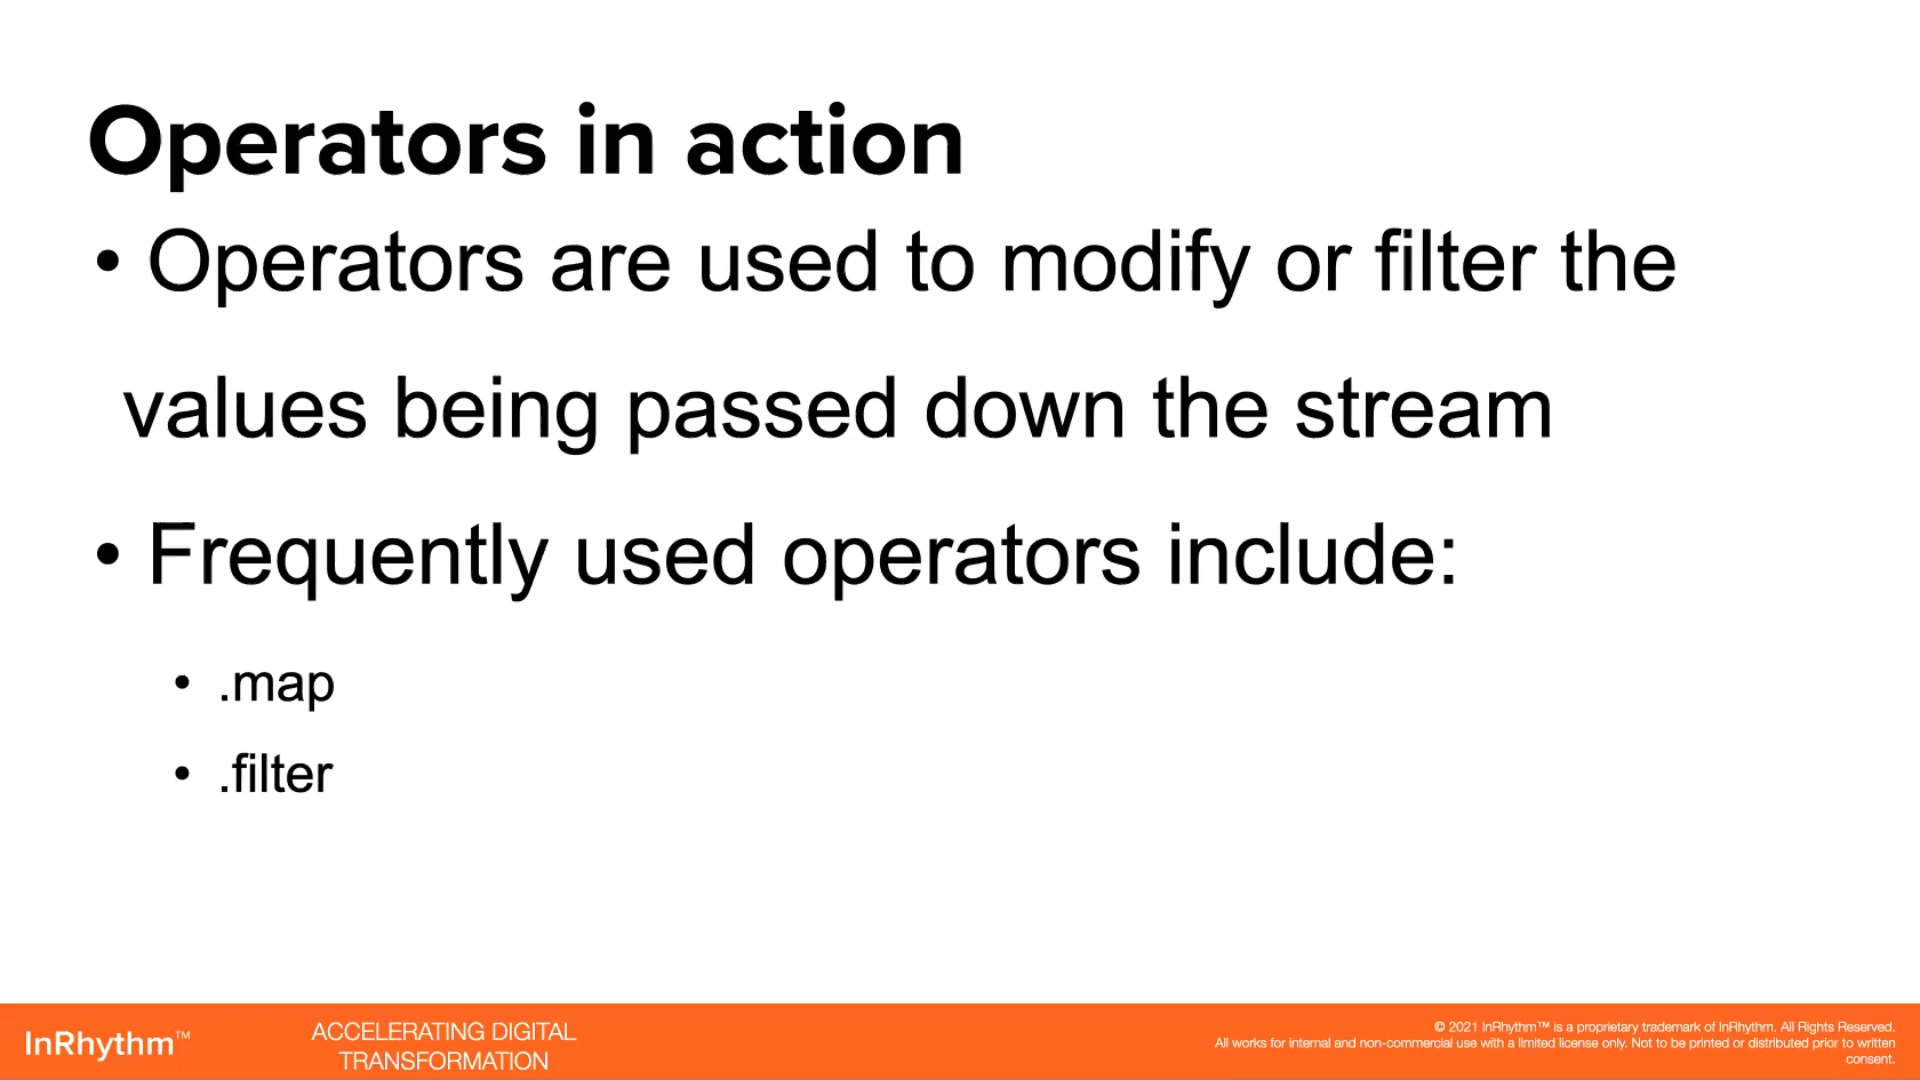 Operators in action
• Operators are used to modify or filter the
values being passed down the stream
• Frequently used operators include:
• .map
• .filter
InRhythm™
ACCELERATING DIGITAL
TRANSFORMATION
© 2021 InRhythm™ is a proprietary trademark of InRhythm. All Rights Reserved.
All works for internal and non-commercial use with a limited license only. Not to be printed or distributed prior to written
consent.